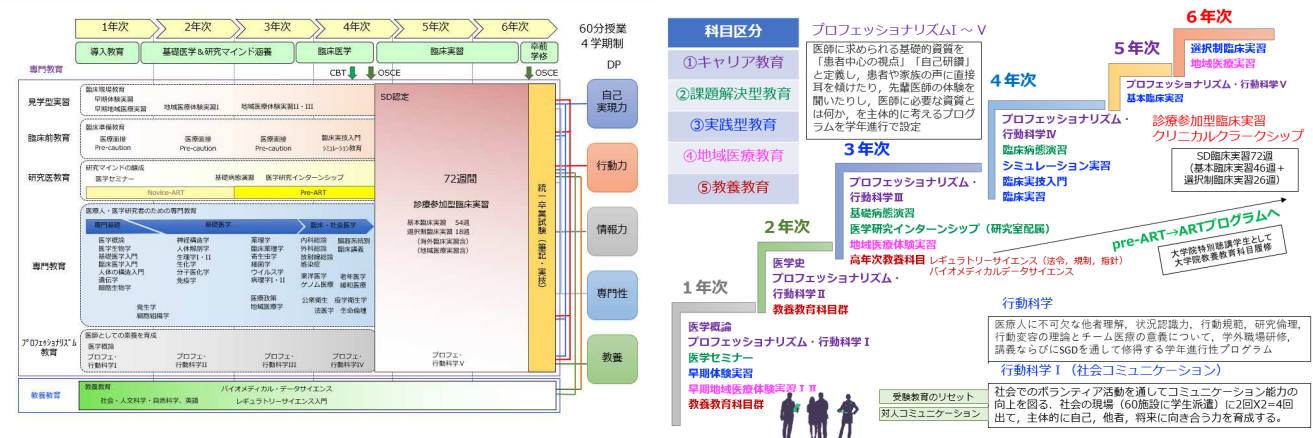 1年次
2年次
3年次
4年次
5年次
6年次
60分授業
4学期制
導入教育
基礎医学＆研究マインド涵養
臨床医学
臨床実習
卒前
学修
専門教育
CBT
OSCE
OSCE
DP
見学型実習
臨床現場教育
早期体験実習
早期地域医療実習
地域医療体験実習Ⅰ
地域医療体験実習Ⅱ・Ⅲ
臨床前教育
臨床準備教育
医療面接
Pre-caution
医療面接
Pre-caution
医療面接
Pre-caution
臨床実技入門
シミュレーション教育
研究医教育
研究マインドの醸成
医学セミナー
基礎病態演習
医学研究インターンシップ
Novice-ART
Pre-ART
専門教育
医療人・医学研究者のための専門教育
専門基礎
基礎医学
臨床・社会医学
医学概論
医学生物学
基礎医学入門
臨床医学入門
人体の構造入門
遺伝学
細胞生物学
発生学
細胞組織学
神経構造学
人体解剖学
生理学Ⅰ・Ⅱ
生化学
分子医化学
免疫学
薬理学
臨床薬理学
寄生虫学
細菌学
ウイルス学
病理学Ⅰ・Ⅱ
医療政策
地域医療学
内科総論
外科総論
放射線総論
感染症
臓器系統別
臨床講義
東洋医学
老年医学
ゲノム医療
緩和医療
公衆衛生
疫学衛生学
法医学
生命倫理
プロフェッショナリズム
教育
医師としての素養を育成
医学概論
プロフェ・
行動科学Ⅰ
プロフェ・
行動科学Ⅱ
プロフェ・
行動科学Ⅲ
プロフェ・
行動科学Ⅳ
プロフェ・
行動科学Ⅴ
SD認定
72週間
診療参加型臨床実習
基本臨床実習 54週
選択制臨床実習 18週
（海外臨床実習含）
（地域医療実習含）
統一卒業試験（筆記・実技）
教養教育
教養教育
社会・人文科学・自然科学、英語
バイオメディカル・データサイエンス
レギュラトリーサイエンス入門
自己
実現力
行動力
情報力
専門性
教養
科目区分
①キャリア教育
②課題解決型教育
③実践型教育
④地域医療教育
⑤教養教育
プロフェッショナリズムⅠ ～ Ⅴ
医師に求められる基礎的資質を
「患者中心の視点」「自己研鑽」
と定義し，患者や家族の声に直接
耳を傾けたり，先輩医師の体験を
聞いたりし，医師に必要な資質と
は何か，を主体的に考えるプログ
ラムを学年進行で設定
6年次
選択制臨床実習
地域医療実習
5年次
プロフェッショナリズム・行動科学Ⅴ
基本臨床実習
4年次
プロフェッショナリズム・
行動科学Ⅳ
臨床病態演習
シミュレーション実習
臨床実技入門
臨床実習
診療参加型臨床実習
クリニカルクラークシップ
SD臨床実習72週
（基本臨床実習46週＋
選択制臨床実習26週）
3年次
プロフェッショナリズム・
行動科学Ⅲ
基礎病態演習
医学研究インターンシップ（研究室配属）
地域医療体験実習
高年次教養科目
レギュラトリーサイエンス（法令，規制，指針）
バイオメディカルデータサイエンス
pre-ART→ARTプログラムへ
大学院特別聴講学生として
大学院教養教育科目履修
2年次
医学史
プロフェッショナリズム・
行動科学Ⅱ
教養教育科目群
1年次
医学概論
プロフェッショナリズム・行動科学Ⅰ
医学セミナー
早期体験実習
早期地域医療体験実習ⅠⅡ
教養教育科目群
受験教育のリセット
対人コミュニケーション
行動科学
医療人に不可欠な他者理解，状況認識力，行動規範，研究倫理，
行動変容の理論とチーム医療の意義について，学外職場研修，
講義ならびにSGDを通して修得する学年進行性プログラム
行動科学Ⅰ（社会コミュニケーション）
社会でのボランティア活動を通してコミュニケーション能力の
向上を図る．社会の現場（60施設に学生派遣）に2回X2=4回
出て，主体的に自己，他者，将来に向き合う力を育成する。